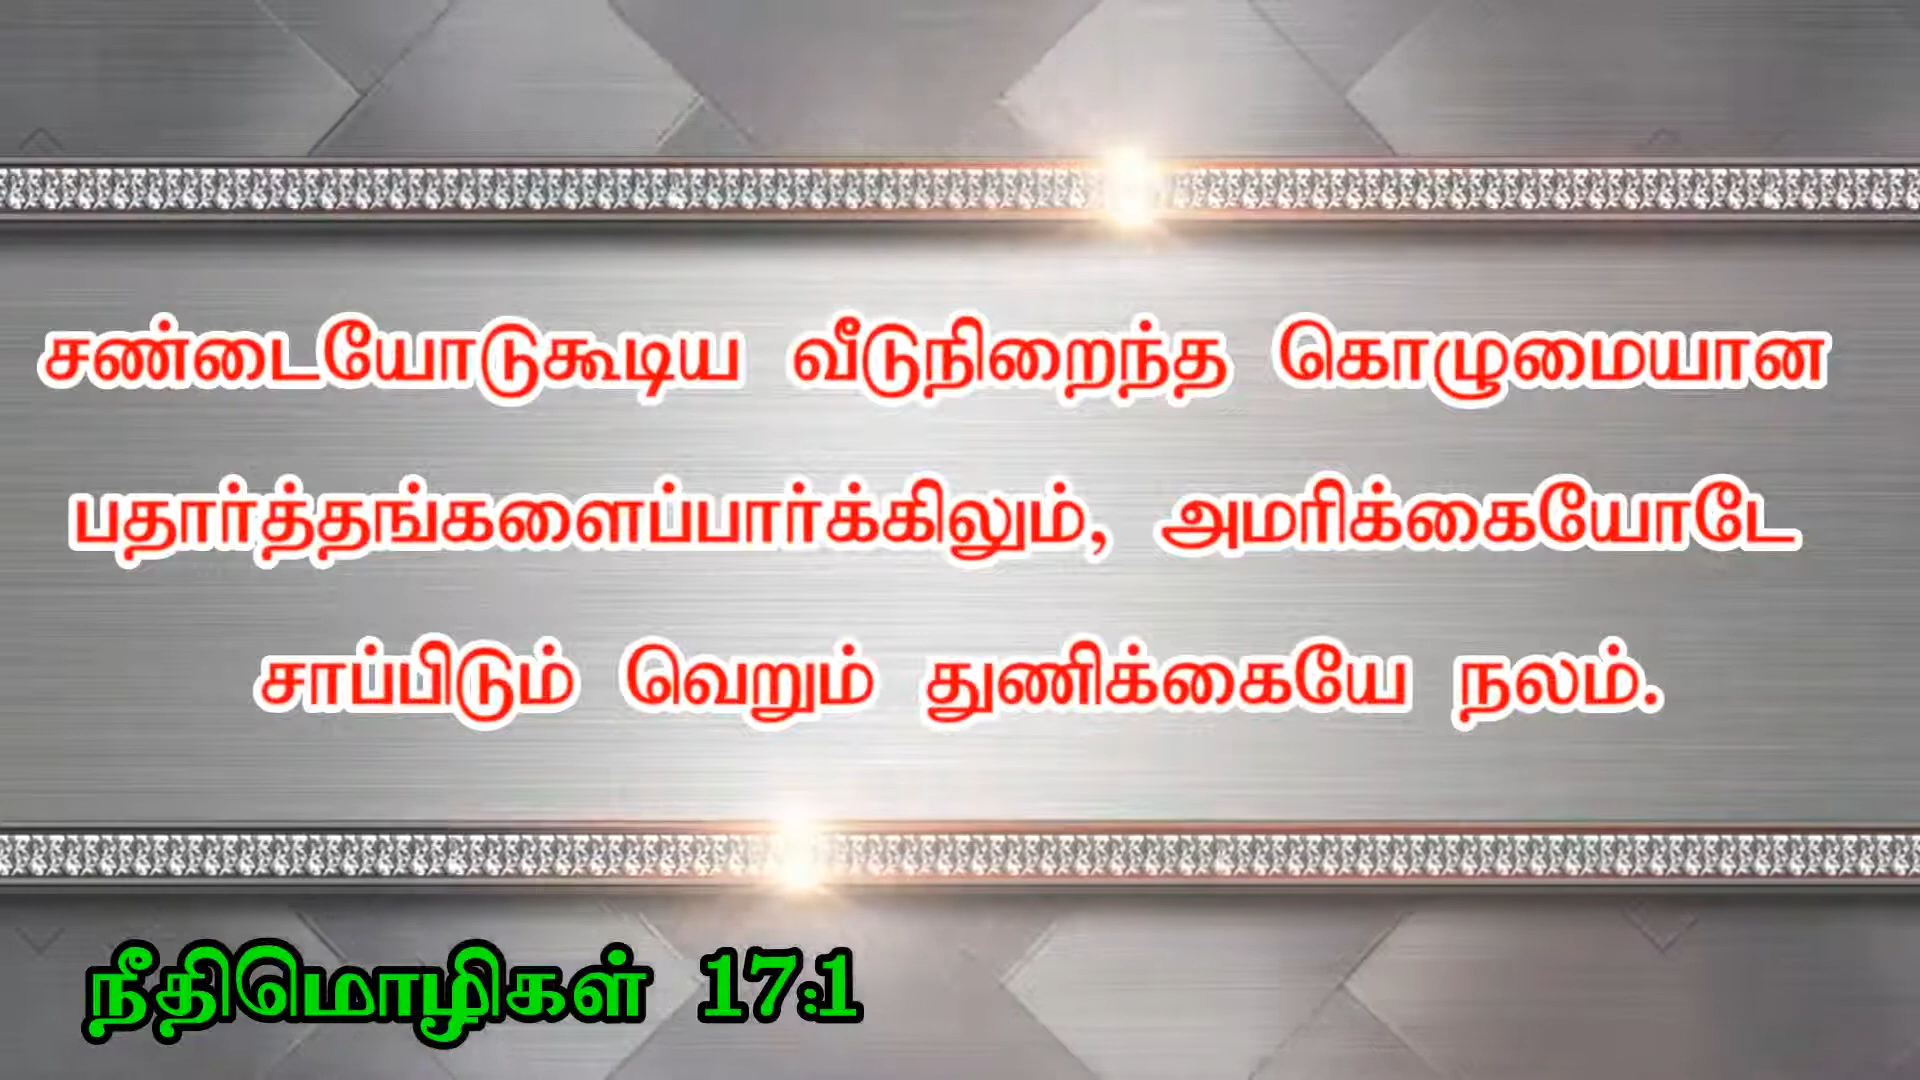 சண்டையோடுகூடிய வீடுநிறைந்த கொழுமையான
பதார்த்தங்களைப்பார்க்கிலும், அமரிக்கையோடே
சாப்பிடும் வெறும் துணிக்கையே நலம்.
நீதிமொழிகள் 17:1